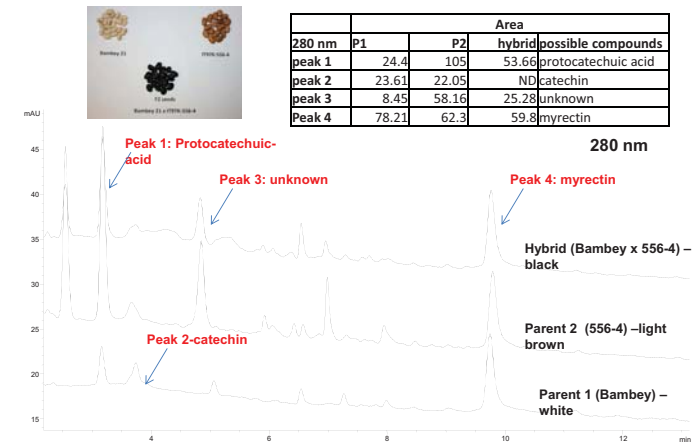 Bambey 21
IT97K-556-4
F2 seeds
Bambey 21 x IT97K-556-4
Area
280 nm P1 P2 hybrid possible compounds
peak 1 24.4 105 53.66 protocatechuic acid
peak 2 23.61 22.05 ND catechin
peak 3 8.45 58.16 25.28 unknown
Peak 4 78.21 62.3 59.8 myrectin
280 nm
mAU
45
40
35
30
25
20
15
Peak 1: Protocatechuic-
acid
Peak 3: unknown
Peak 4: myrectin
Hybrid (Bambey x 556-4) –
black
Parent 2 (556-4) –light
brown
Peak 2-catechin
Parent 1 (Bambey) –
white
4 6 8 10 12 min